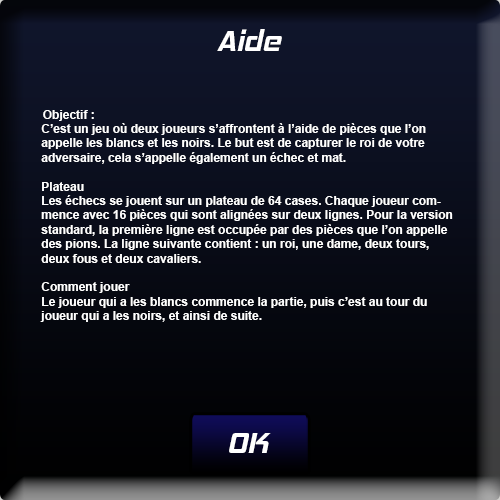 Aide
Objectif :
C’est un jeu où deux joueurs s’affrontent à l’aide de pièces que l’on
appelle les blancs et les noirs. Le but est de capturer le roi de votre
adversaire, cela s’appelle également un échec et mat.
Plateau
Les échecs se jouent sur un plateau de 64 cases. Chaque joueur com-
mence avec 16 pièces qui sont alignées sur deux lignes. Pour la version
standard, la première ligne est occupée par des pièces que l’on appelle
des pions. La ligne suivante contient : un roi, une dame, deux tours,
deux fous et deux cavaliers.
Comment jouer
Le joueur qui a les blancs commence la partie, puis c’est au tour du
joueur qui a les noirs, et ainsi de suite.
OK